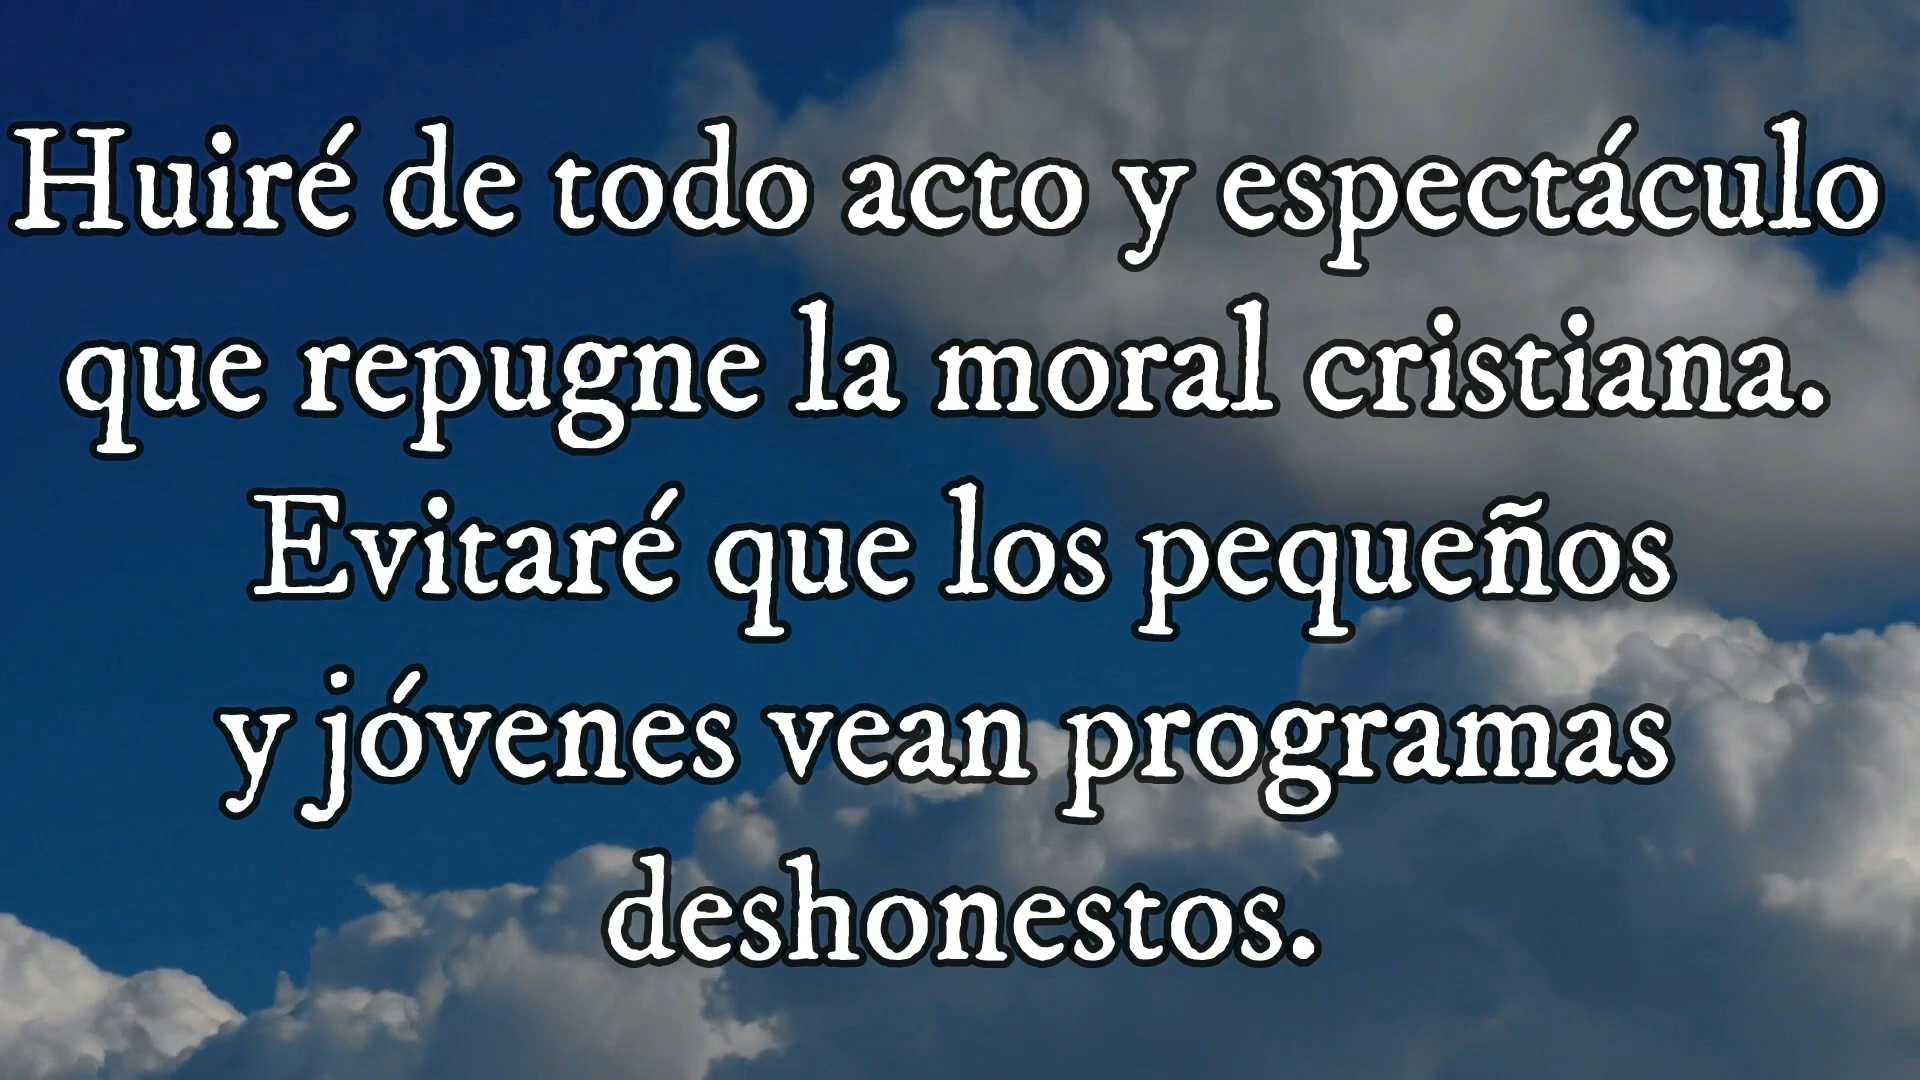 Huiré de todo acto y espectáculo
que repugne la moral cristiana.
Evitaré que los pequeños
y jóvenes vean programas
deshonestos.